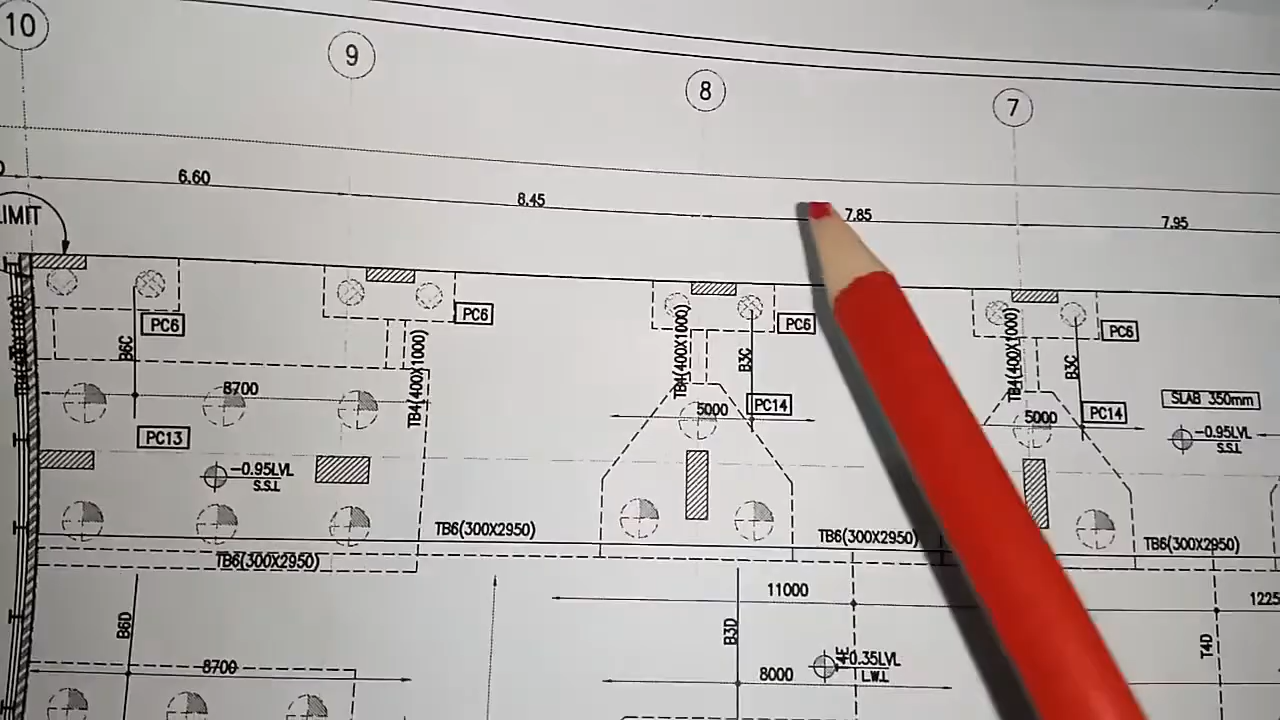 10
9
8
7
6.60
8.45
7.85
7.95
LIMIT
PC6
PC6
PC6
PC6
B6C
TB4(400X1000)
TB4(400X1000)
B3C
TB4(400X1000)
B3C
8700
5000
PC14
5000
PC14
SLAB 350mm
PC13
-0.95LVL
S.S.L
-0.95LVL
S.S.L
TB6(300X2950)
TB6(300X2950)
TB6(300X2950)
TB6(300X2950)
11000
1225
B6D
B3D
T4D
8700
8000
+0.35LVL
L.W.L